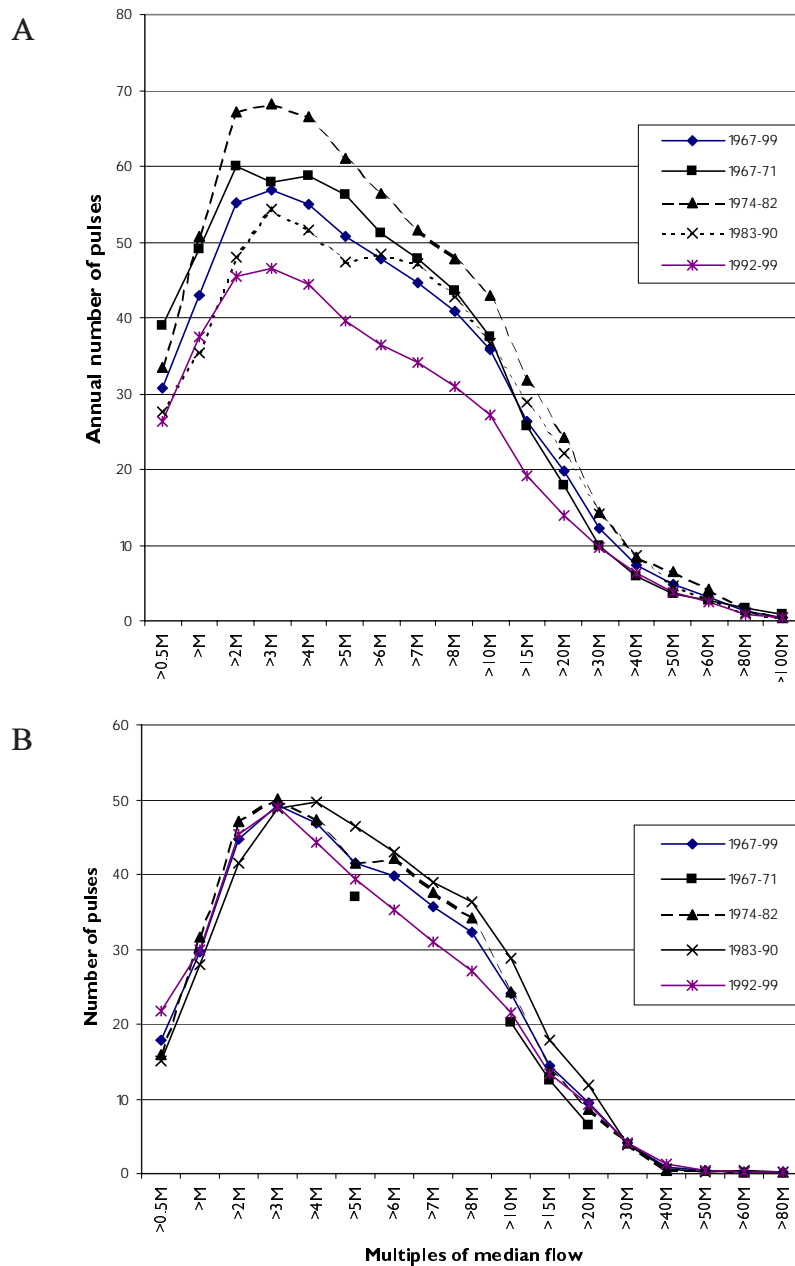 A
80
70
60
50
40
30
20
10
0
Annual number of pulses
1967-99
1967-71
1974-82
1983-90
1992-99
>0.5M
>M
>2M
>3M
>4M
>5M
>6M
>7M
>8M
>10M
>15M
>20M
>30M
>40M
>50M
>60M
>80M
>100M
B
60
50
40
30
20
10
0
Number of pulses
1967-99
1967-71
1974-82
1983-90
1992-99
>0.5M
>M
>2M
>3M
>4M
>5M
>6M
>7M
>8M
>10M
>15M
>20M
>30M
>40M
>50M
>60M
>80M
Multiples of median flow